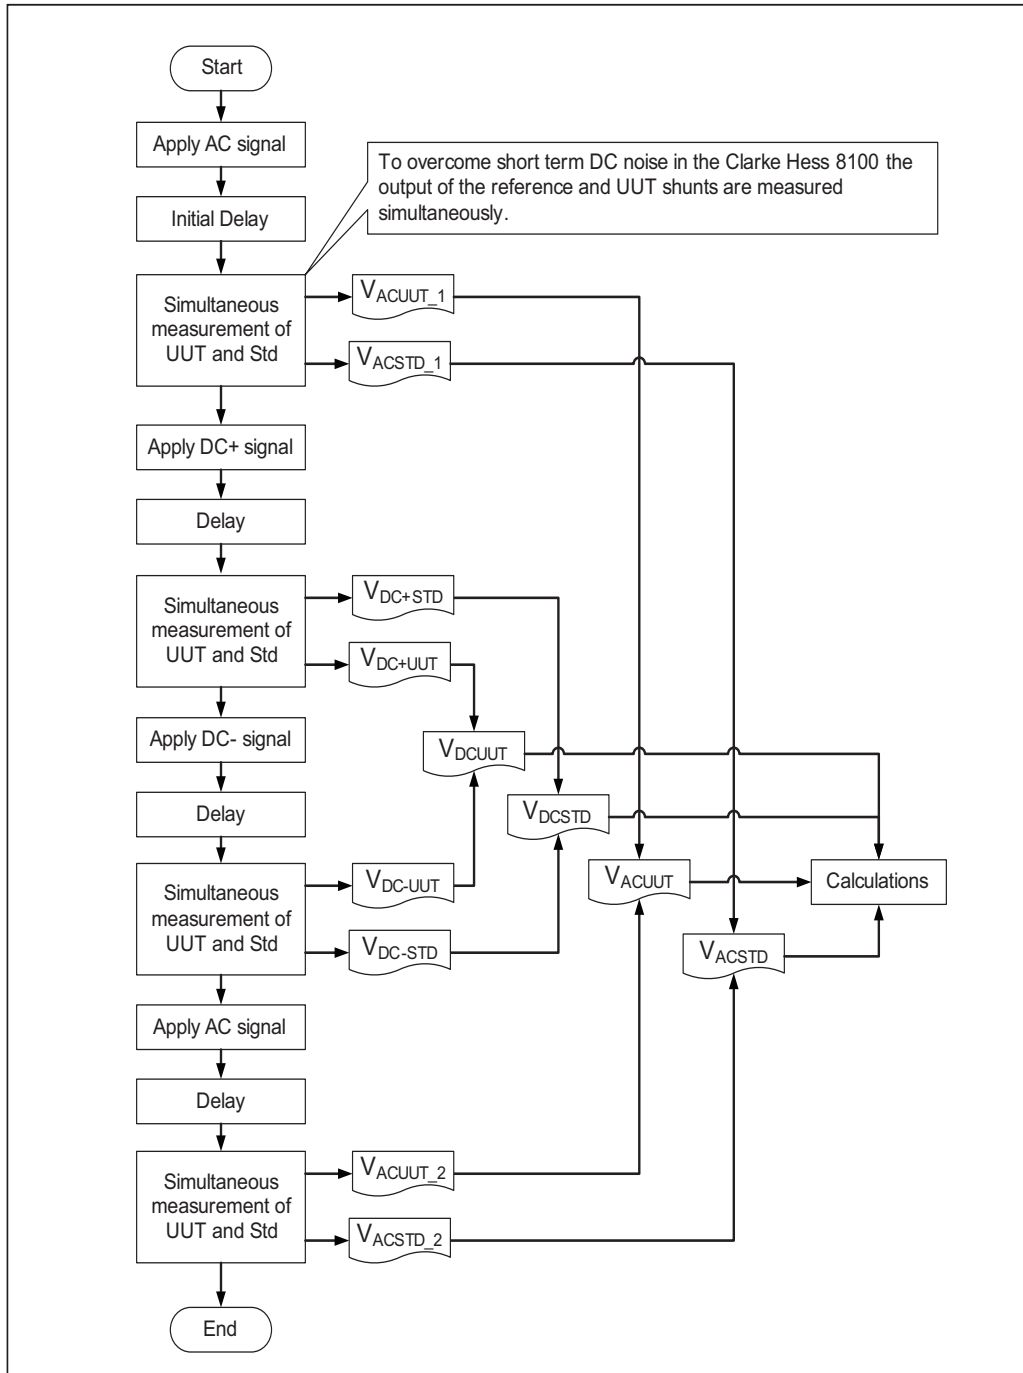 Start
Apply AC signal
To overcome short term DC noise in the Clarke Hess 8100 the
output of the reference and UUT shunts are measured
simultaneously.
Initial Delay
Simultaneous
measurement of
UUT and Std
VACUUT_1
VACSTD_1
Apply DC+ signal
Delay
Simultaneous
measurement of
UUT and Std
VDC+STD
VDC+UUT
Apply DC- signal
VDCUUT
Delay
VDCSTD
Simultaneous
measurement of
UUT and Std
VDC-UUT
VDC-STD
VACUUT
Calculations
VACSTD
Apply AC signal
Delay
Simultaneous
measurement of
UUT and Std
VACUUT_2
VACSTD_2
End